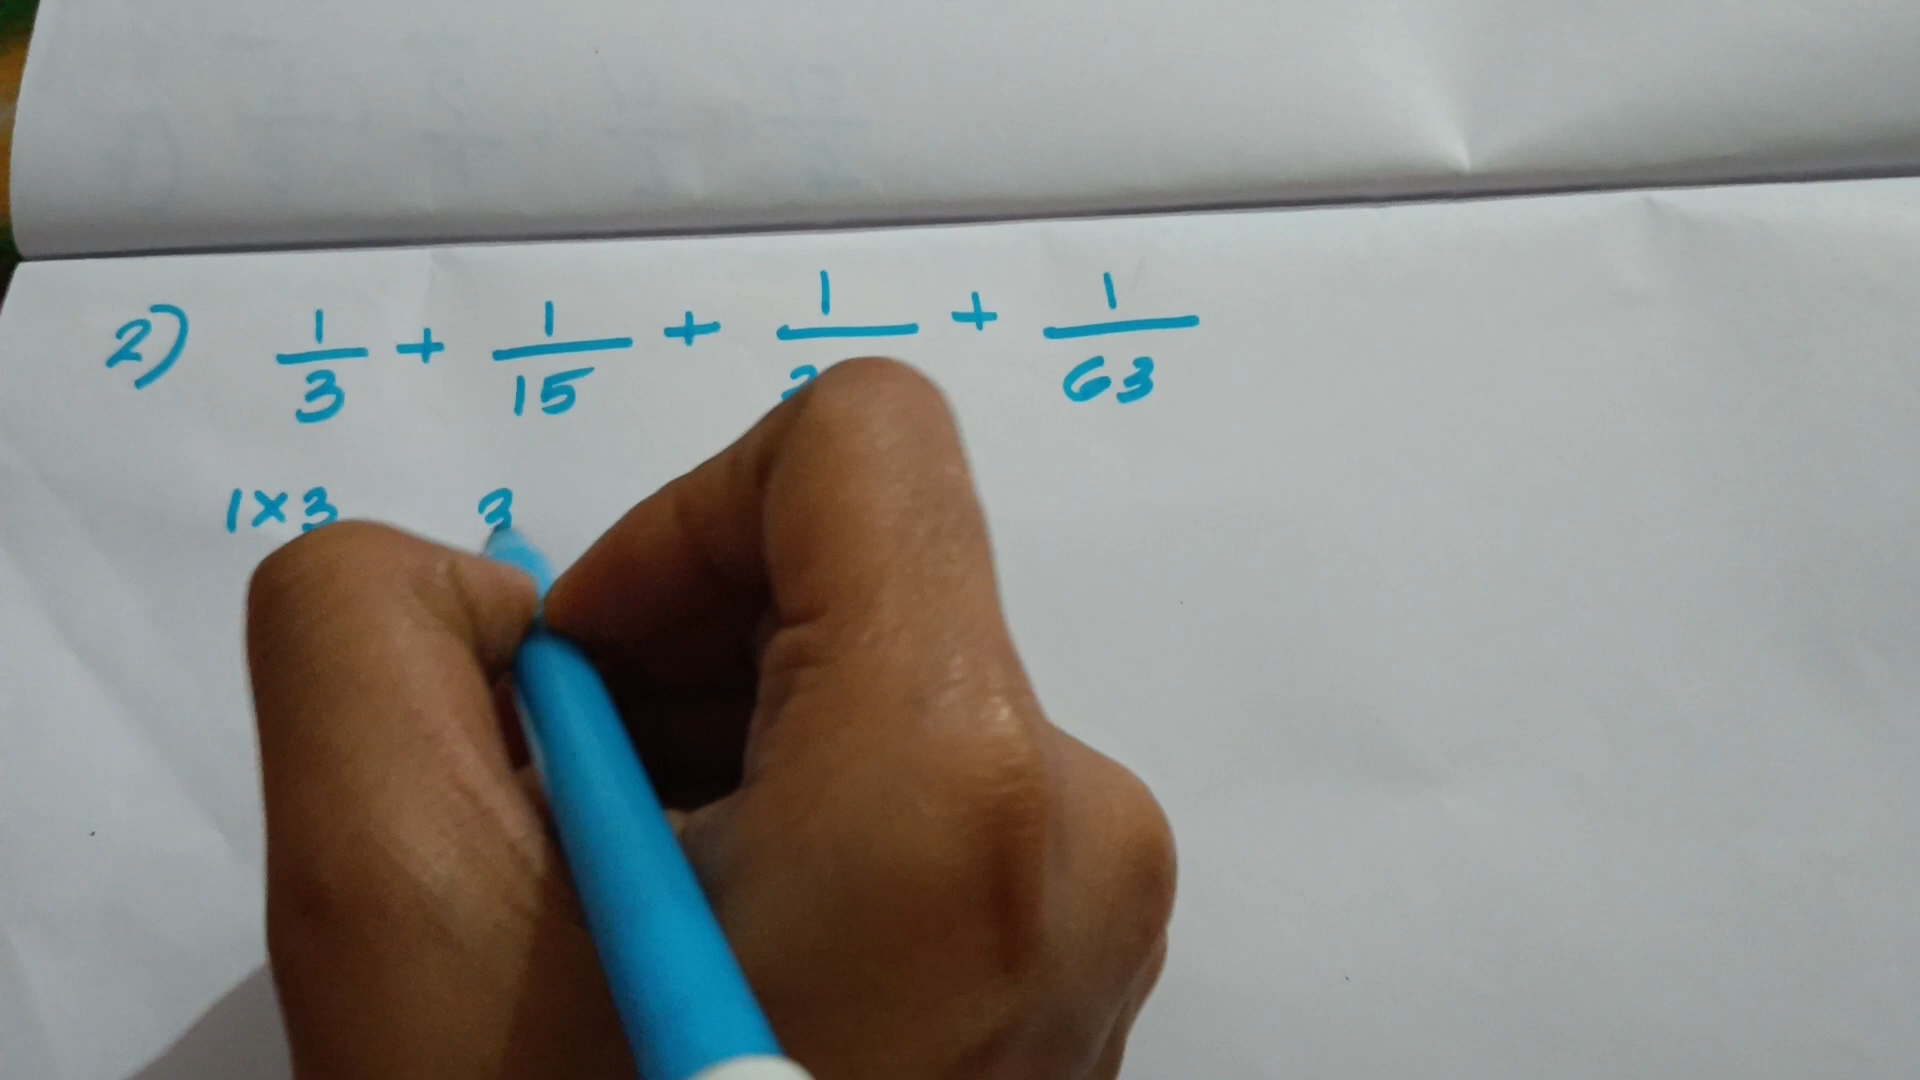 2) 1/3 + 1/15 + 1/ + 1/63
1×3 3